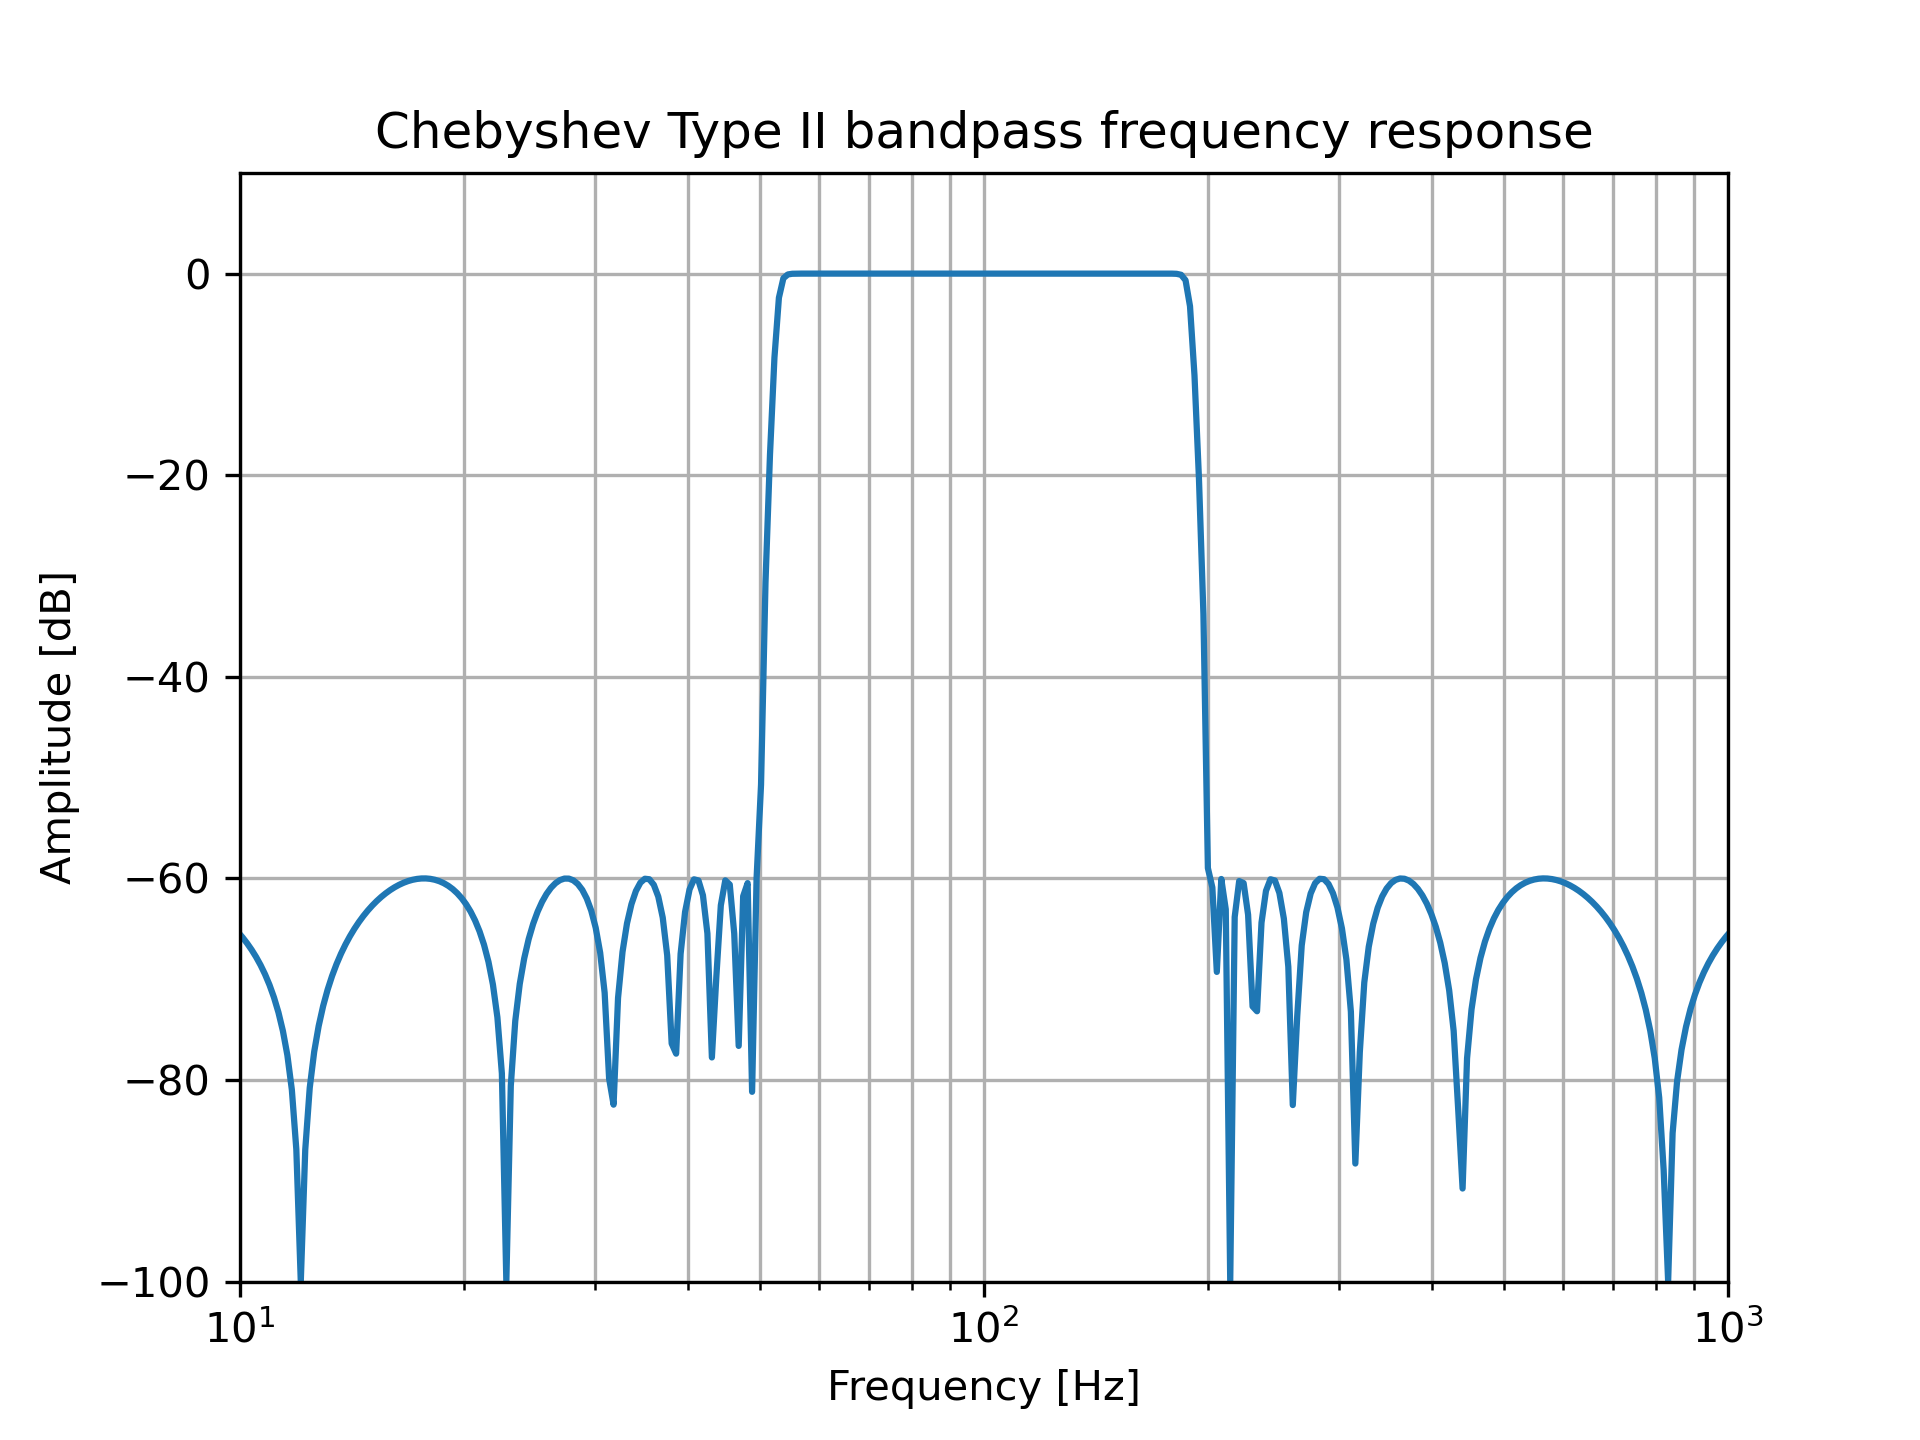 Chebyshev Type II bandpass frequency response
0
−20
−40
−60
−80
−100
Amplitude [dB]
10¹ 10² 10³
Frequency [Hz]